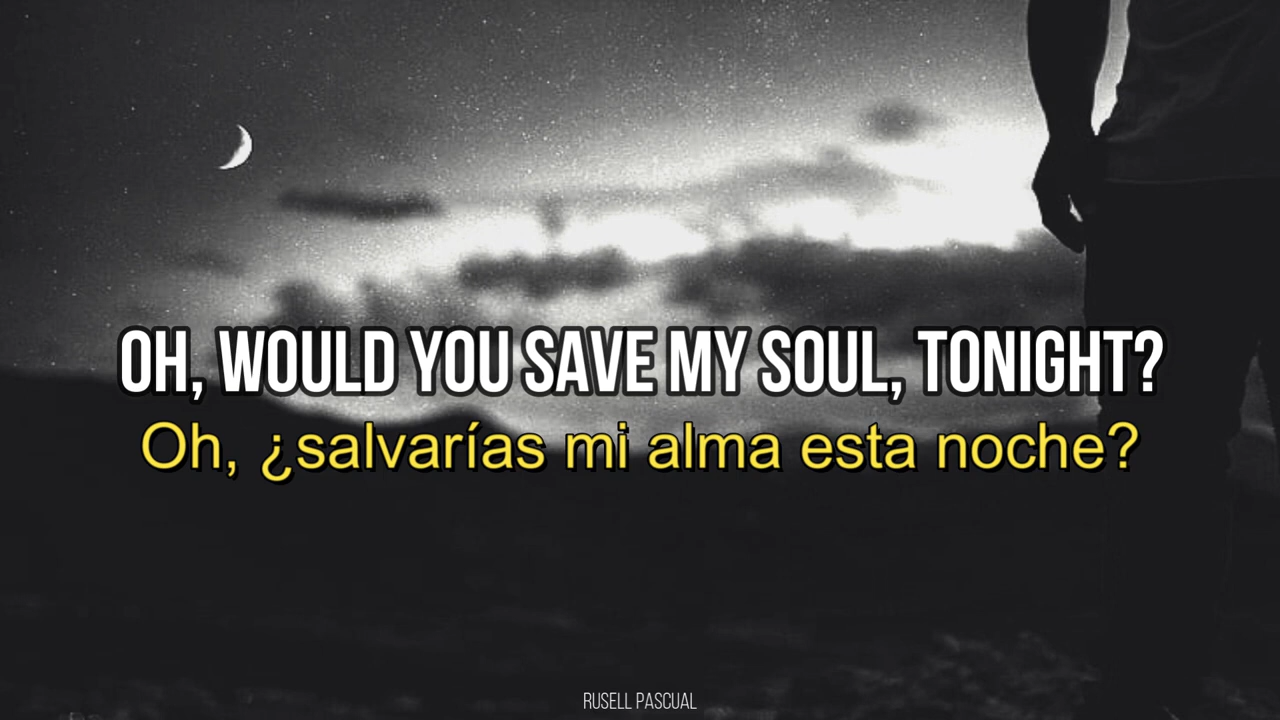 OH, WOULD YOU SAVE MY SOUL, TONIGHT?
Oh, ¿salvarías mi alma esta noche?
RUSELL PASCUAL